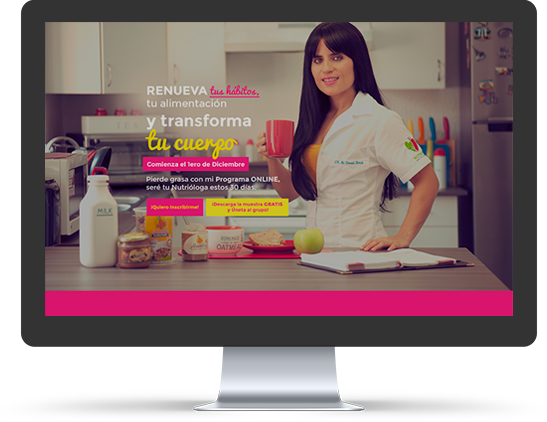 RENUEVA tus hábitos,
tu alimentación
y transforma
tu cuerpo
Comienza el 1ero de Diciembre
Pierde grasa con mi Programa ONLINE,
seré tu Nutrióloga estos 30 días.
¡Quiero Inscribirme!
¡Descarga la muestra GRATIS
y Únete al grupo!
MILK
OATMEAL